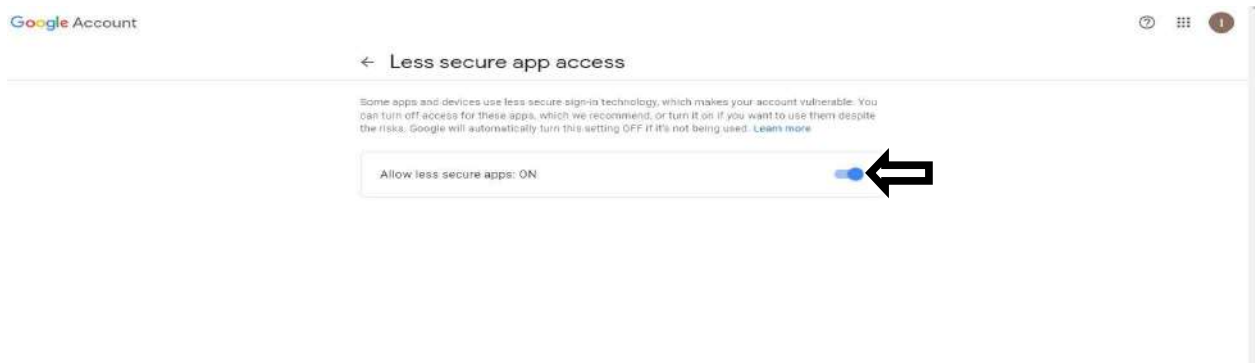 Google Account
I
← Less secure app access
Some apps and devices use less secure sign-in technology, which makes your account vulnerable. You
can turn off access for these apps, which we recommend, or turn it on if you want to use them despite
the risks. Google will automatically turn this setting OFF if it's not being used. Learn more
Allow less secure apps: ON